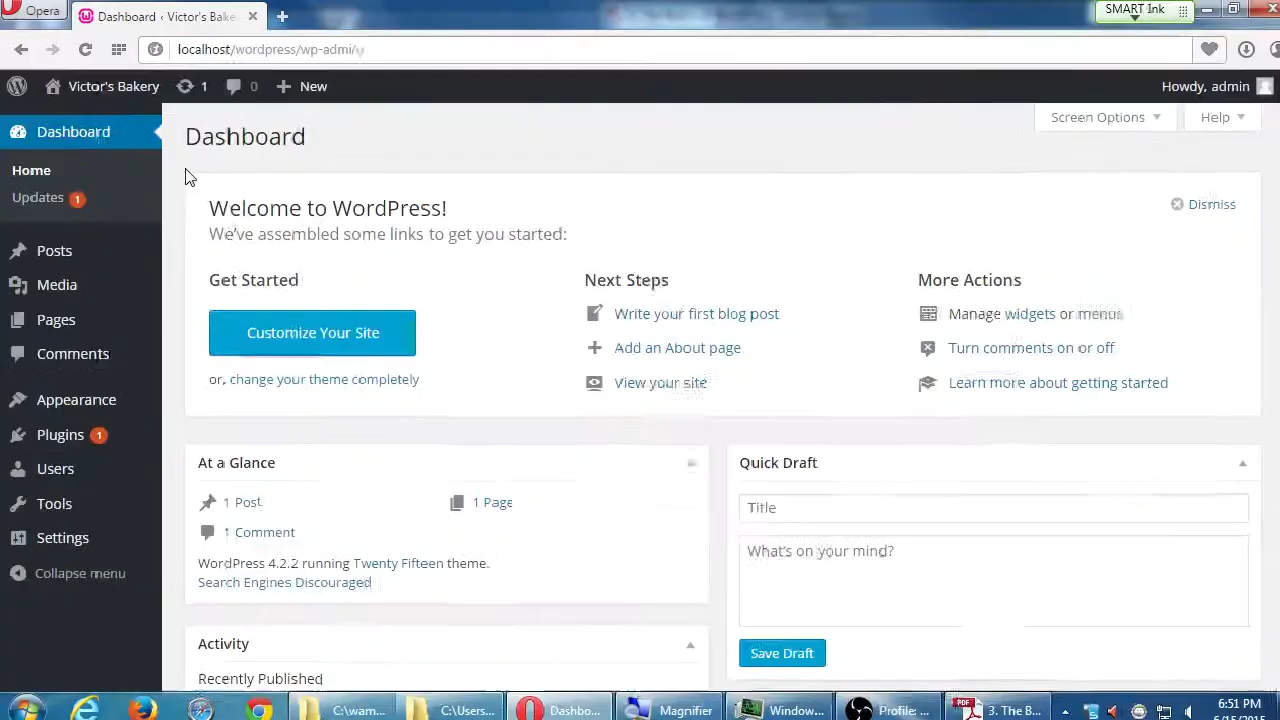 Opera
Dashboard ‹ Victor's Bake
SMART Ink
localhost/wordpress/wp-admi/
Victor's Bakery
1
0
New
Howdy, admin
Dashboard
Home
Updates 1
Posts
Media
Pages
Comments
Appearance
Plugins 1
Users
Tools
Settings
Collapse menu
Dashboard
Screen Options
Help
Welcome to WordPress!
Dismiss
We've assembled some links to get you started:
Get Started
Customize Your Site
or, change your theme completely
Next Steps
Write your first blog post
Add an About page
View your site
More Actions
Manage widgets or menus
Turn comments on or off
Learn more about getting started
At a Glance
1 Post
1 Page
1 Comment
WordPress 4.2.2 running Twenty Fifteen theme.
Search Engines Discouraged
Activity
Recently Published
Quick Draft
Title
What's on your mind?
Save Draft
C:\wam...
C:\Users...
Dashbo...
Magnifier
Window...
Profile: ...
PDF
3. The B...
6:51 PM